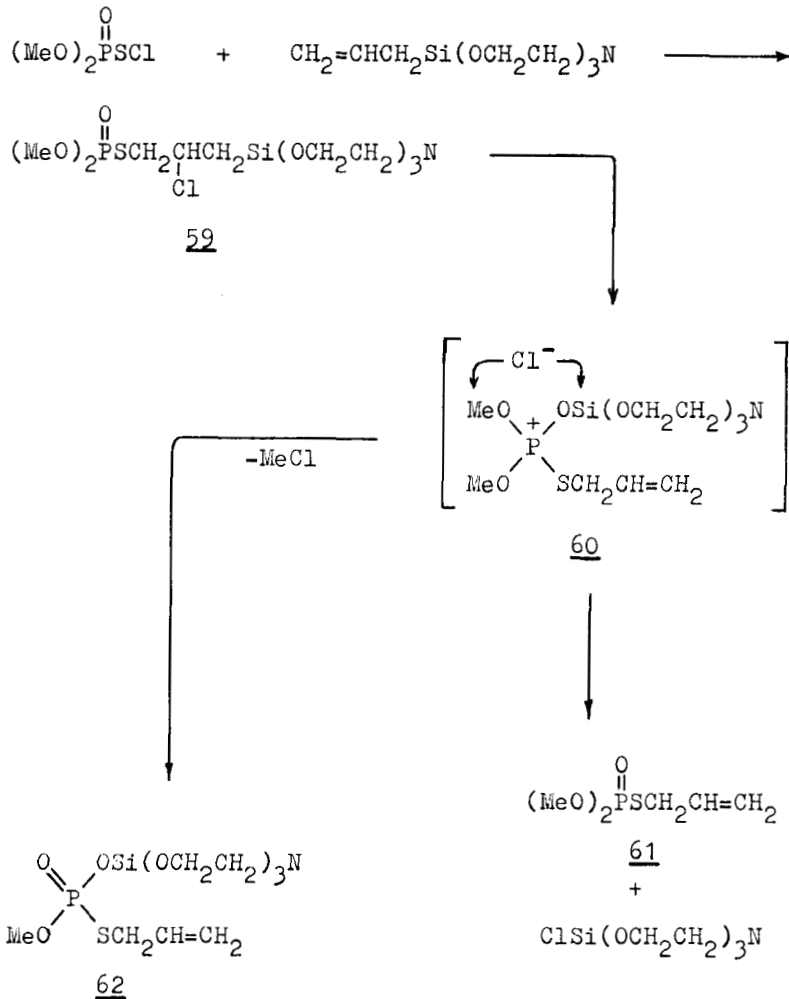 O
(MeO)₂PSCl + CH₂=CHCH₂Si(OCH₂CH₂)₃N
O
(MeO)₂PSCH₂CHCH₂Si(OCH₂CH₂)₃N
Cl
59
Cl⁻
MeO OSi(OCH₂CH₂)₃N
+
P
MeO SCH₂CH=CH₂
60
-MeCl
O
(MeO)₂PSCH₂CH=CH₂
61
+
ClSi(OCH₂CH₂)₃N
O OSi(OCH₂CH₂)₃N
P
MeO SCH₂CH=CH₂
62